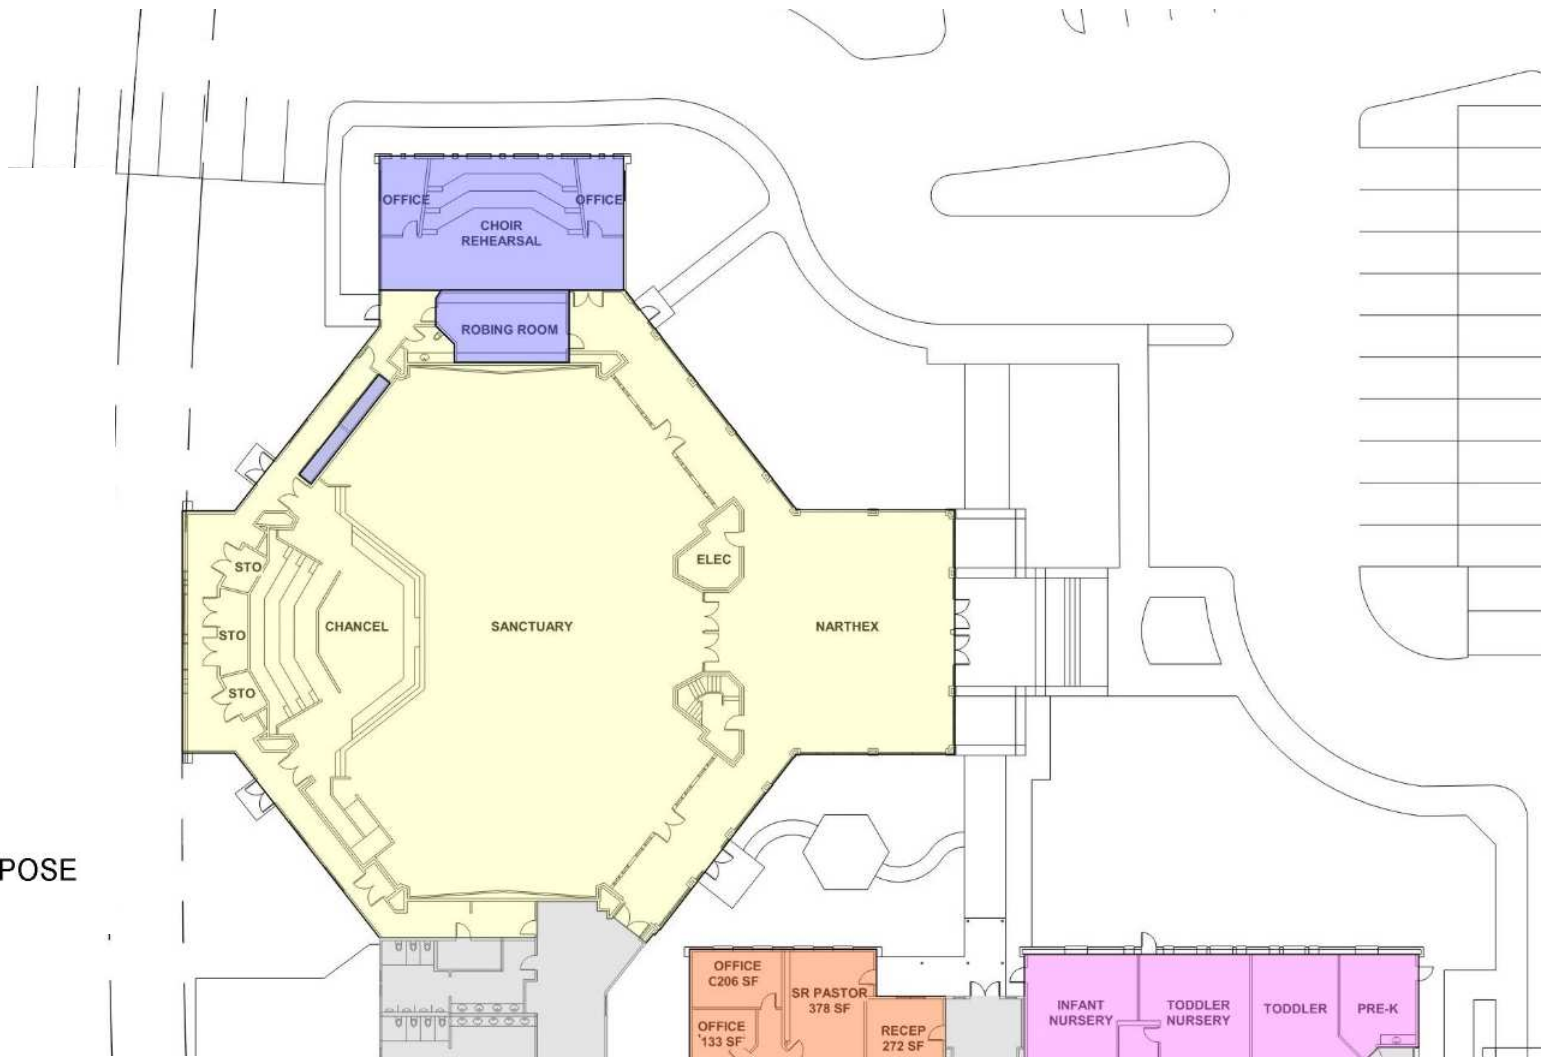 OFFICE
OFFICE
CHOIR
REHEARSAL
ROBING ROOM
ELEC
STO
STO
STO
CHANCEL
SANCTUARY
NARTHEX
POSE
OFFICE
C206 SF
SR PASTOR
378 SF
OFFICE
133 SF
RECEP
272 SF
INFANT
NURSERY
TODDLER
NURSERY
TODDLER
PRE-K